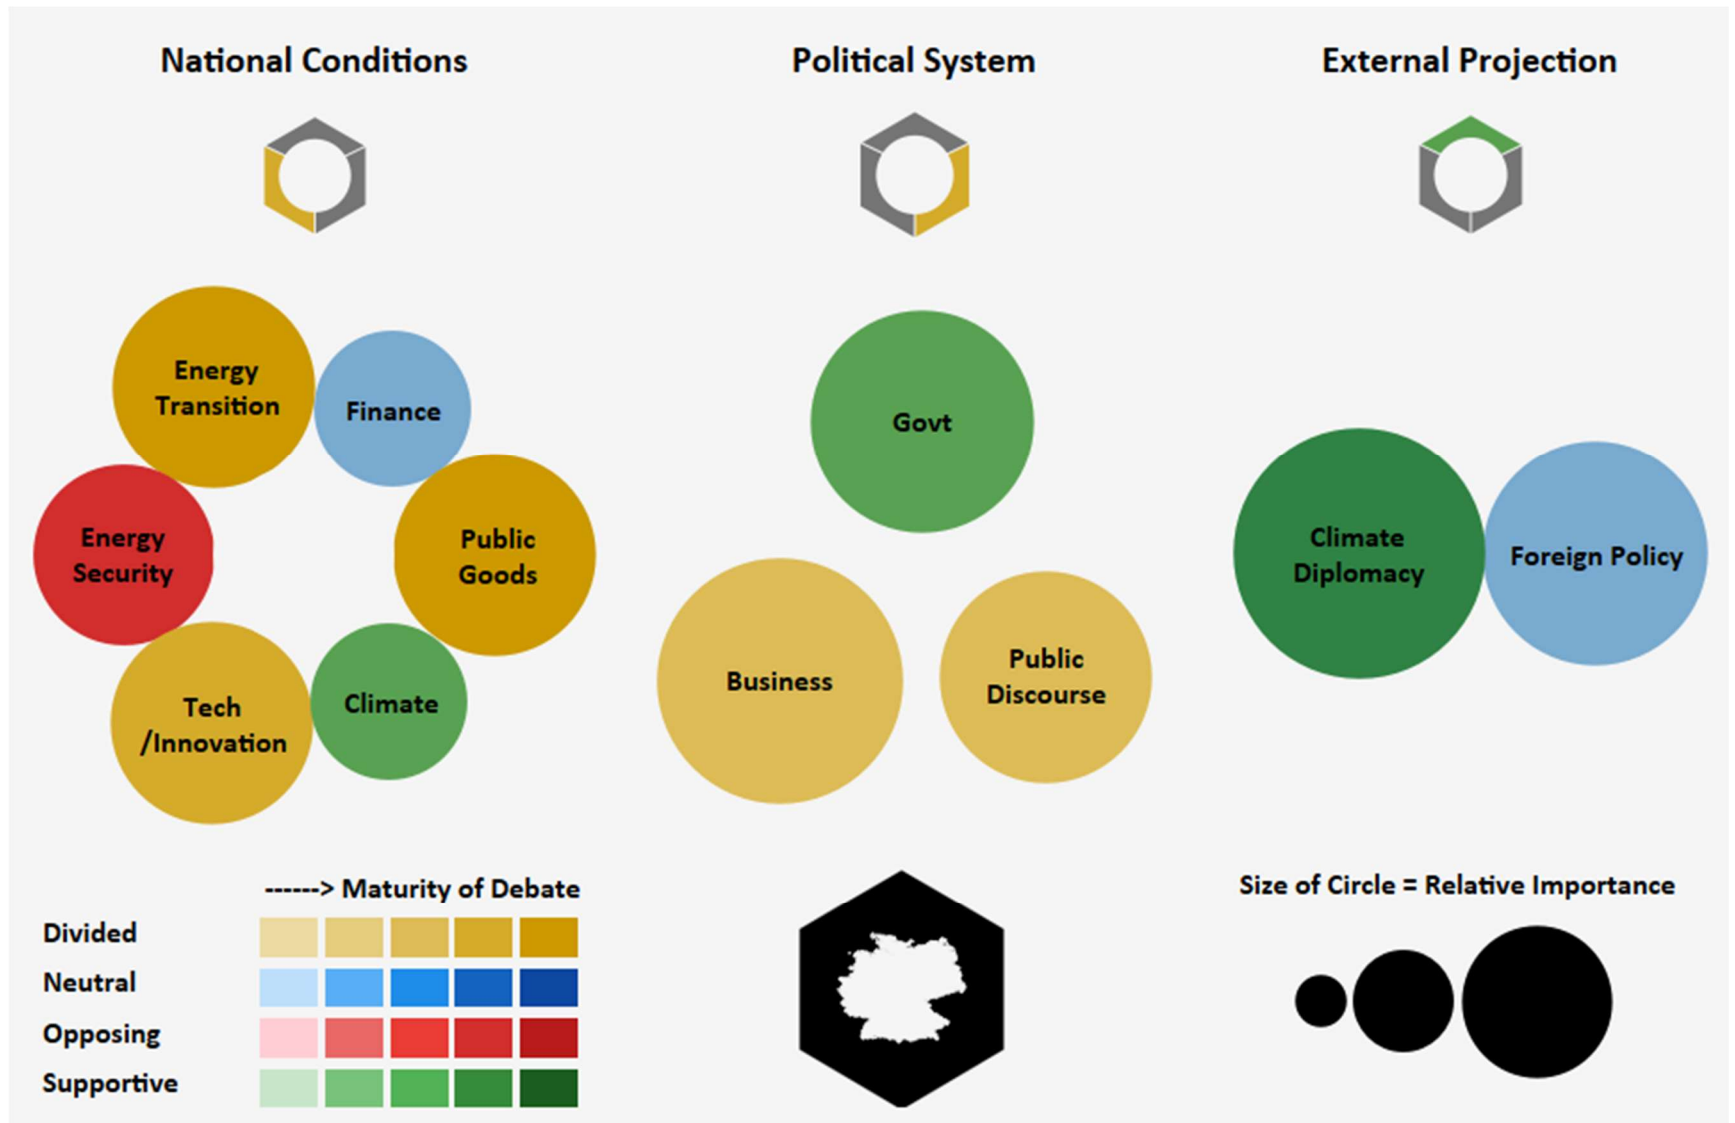 National Conditions
Political System
External Projection
Energy
Transition
Finance
Energy
Security
Public
Goods
Tech
/Innovation
Climate
Govt
Business
Public
Discourse
Climate
Diplomacy
Foreign Policy
------> Maturity of Debate
Divided
Neutral
Opposing
Supportive
Size of Circle = Relative Importance